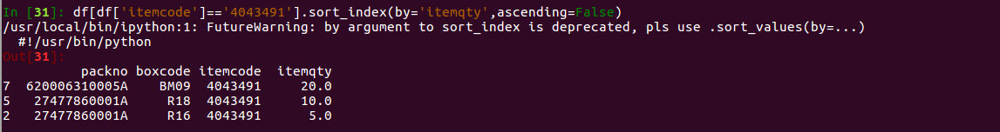 In [31]: df[df['itemcode']=='4043491'].sort_index(by='itemqty',ascending=False)
/usr/local/bin/ipython:1: FutureWarning: by argument to sort_index is deprecated, pls use .sort_values(by=...)
#!/usr/bin/python
Out[31]:
packno boxcode itemcode itemqty
7 620006310005A BM09 4043491 20.0
5 27477860001A R18 4043491 10.0
2 27477860001A R16 4043491 5.0